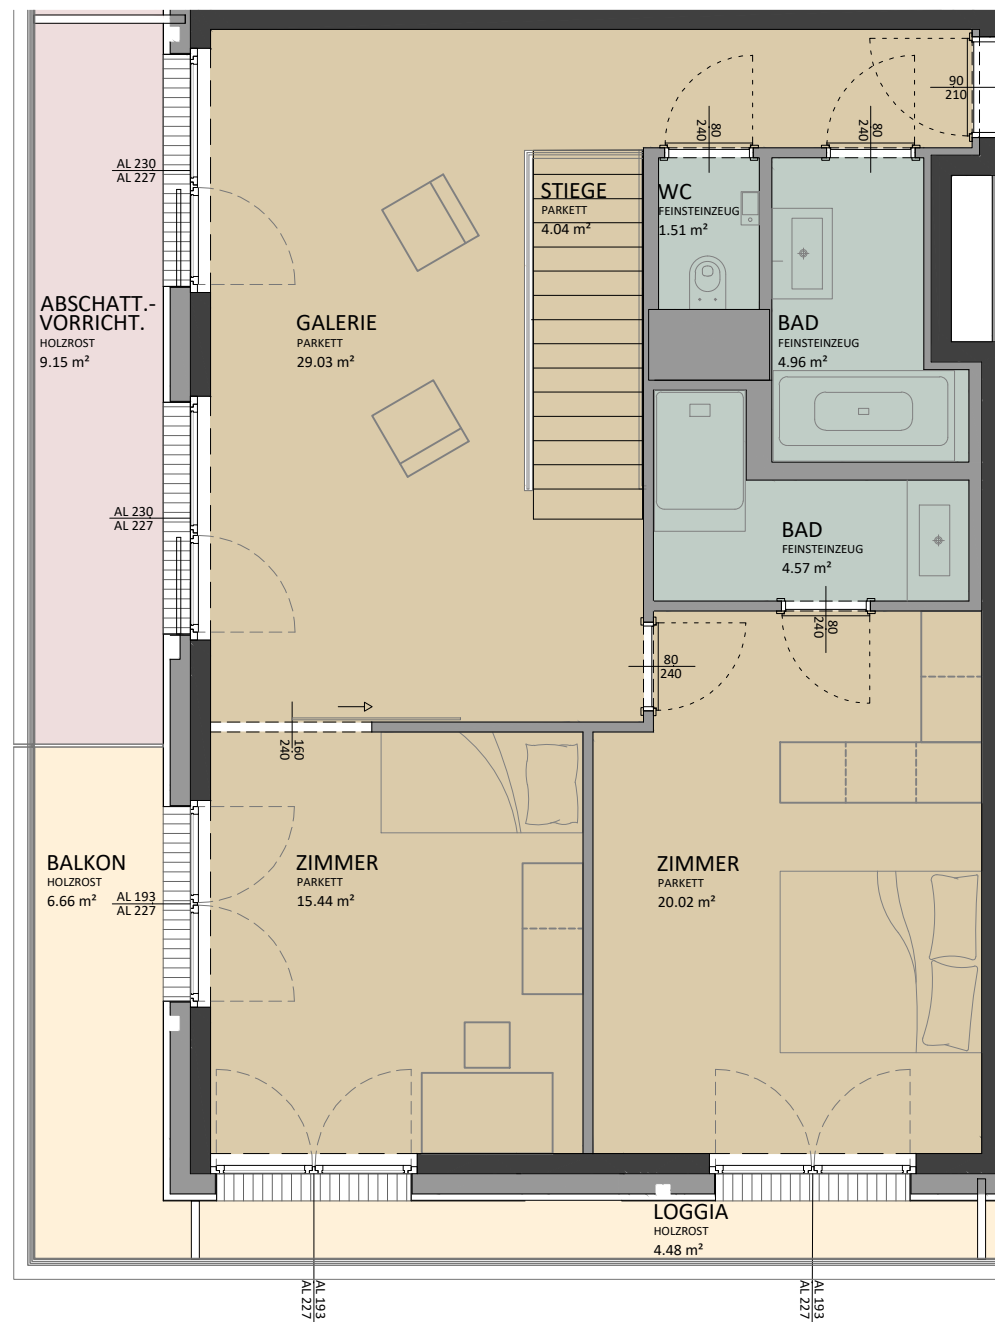 90
210
80
240
80
240
AL 230
AL 227
STIEGE
PARKETT
4.04 m²
WC
FEINSTEINZEUG
1.51 m²
ABSCHATT.-
VORRICHT.
HOLZROST
9.15 m²
GALERIE
PARKETT
29.03 m²
BAD
FEINSTEINZEUG
4.96 m²
AL 230
AL 227
BAD
FEINSTEINZEUG
4.57 m²
80
240
80
240
160
240
BALKON
HOLZROST
6.66 m²
AL 193
AL 227
ZIMMER
PARKETT
15.44 m²
ZIMMER
PARKETT
20.02 m²
LOGGIA
HOLZROST
4.48 m²
AL 193
AL 227
AL 193
AL 227